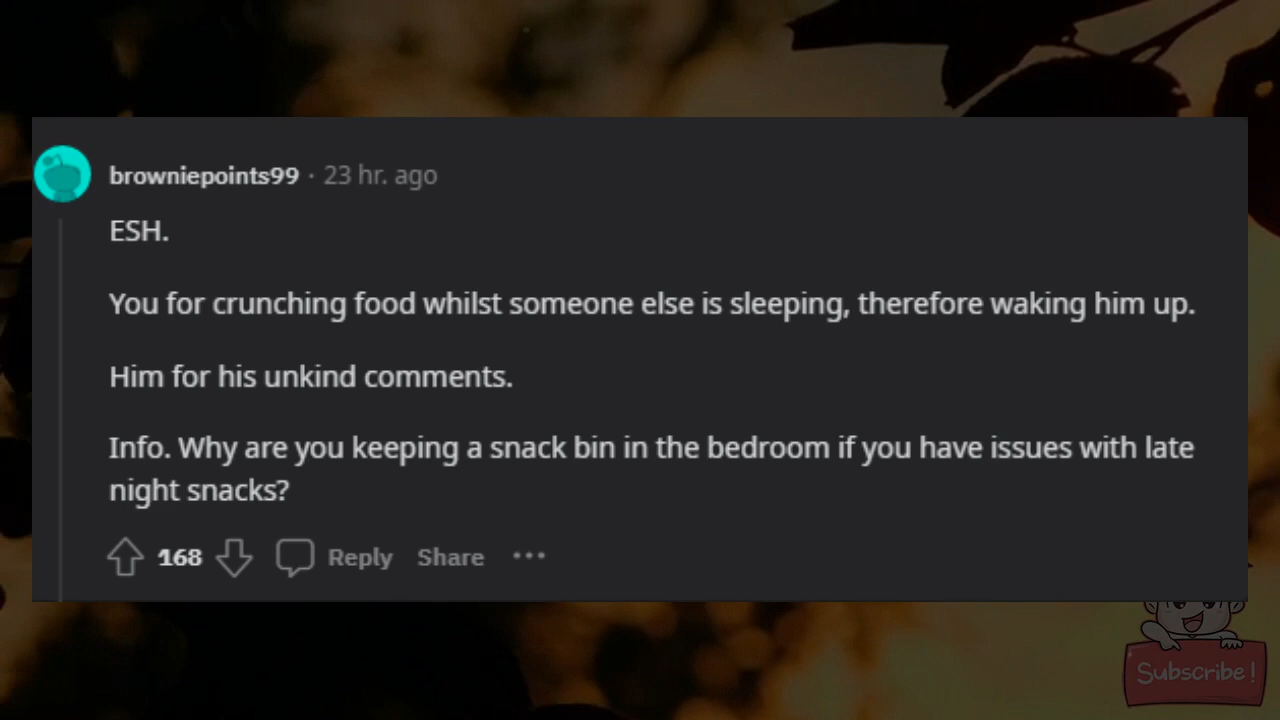 browniepoints99 · 23 hr. ago
ESH.
You for crunching food whilst someone else is sleeping, therefore waking him up.
Him for his unkind comments.
Info. Why are you keeping a snack bin in the bedroom if you have issues with late
night snacks?
168 Reply Share ···
Subscribe!